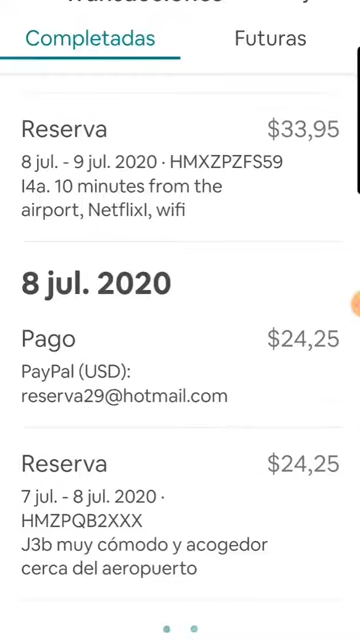 Completadas
Futuras
Reserva
$33,95
8 jul. - 9 jul. 2020 · HMXZPZFS59
I4a. 10 minutes from the
airport, Netflixl, wifi
8 jul. 2020
Pago
$24,25
PayPal (USD):
reserva29@hotmail.com
Reserva
$24,25
7 jul. - 8 jul. 2020 ·
HMZPQB2XXX
J3b muy cómodo y acogedor
cerca del aeropuerto